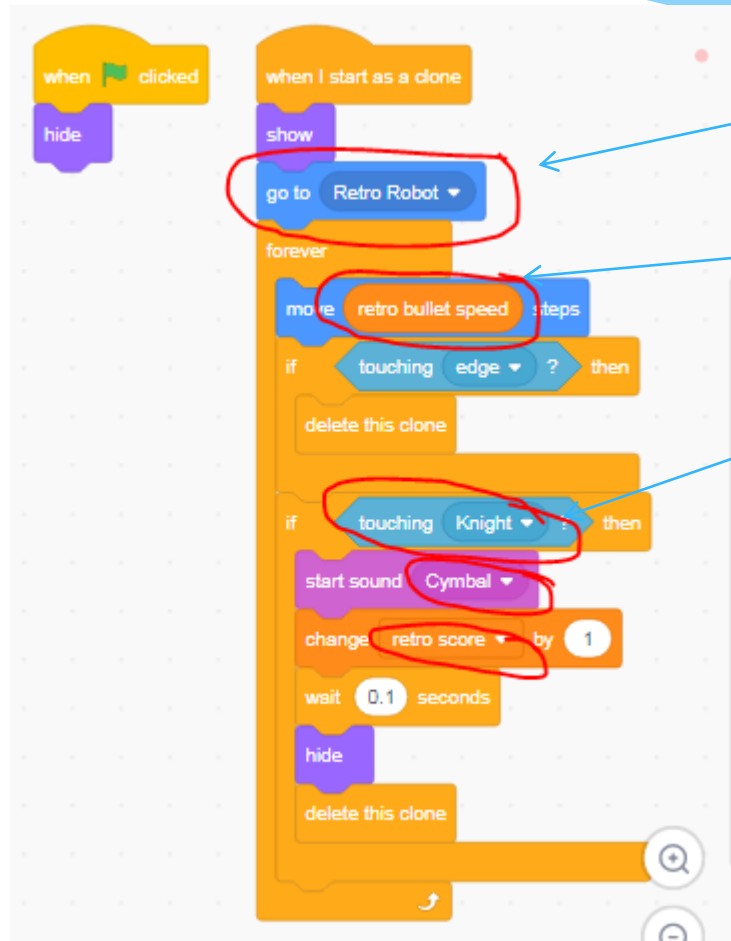 when clicked
hide
when I start as a clone
show
go to Retro Robot
forever
move retro bullet speed steps
if touching edge ? then
delete this clone
if touching Knight ? then
start sound Cymbal
change retro score by 1
wait 0.1 seconds
hide
delete this clone